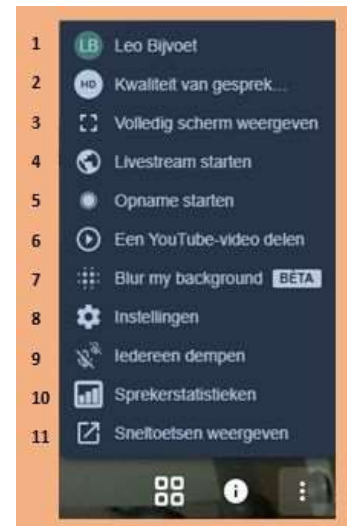 1 LB Leo Bijvoet
2 HD Kwaliteit van gesprek...
3 Volledig scherm weergeven
4 Livestream starten
5 Opname starten
6 Een YouTube-video delen
7 Blur my background BÈTA
8 Instellingen
9 Iedereen dempen
10 Sprekerstatistieken
11 Sneltoetsen weergeven